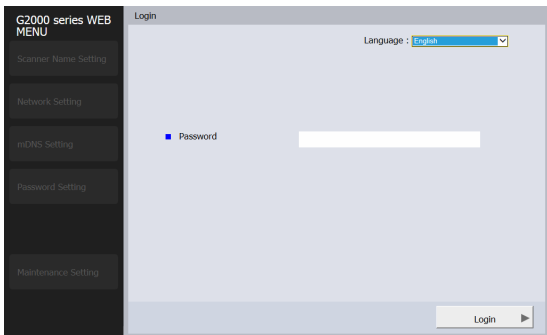 G2000 series WEB
MENU
Login
Language : English
Scanner Name Setting
Network Setting
mDNS Setting
Password
Password Setting
Maintenance Setting
Login